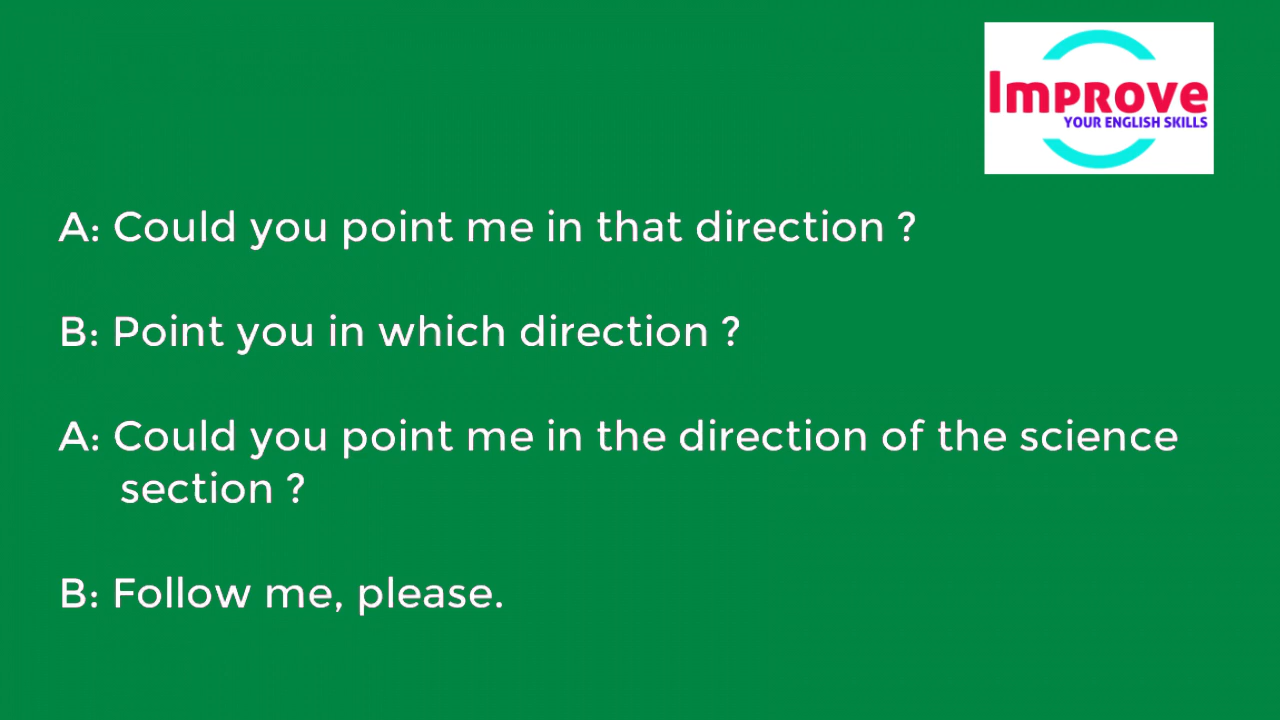 Improve
YOUR ENGLISH SKILLS
A: Could you point me in that direction ?
B: Point you in which direction ?
A: Could you point me in the direction of the science
section ?
B: Follow me, please.